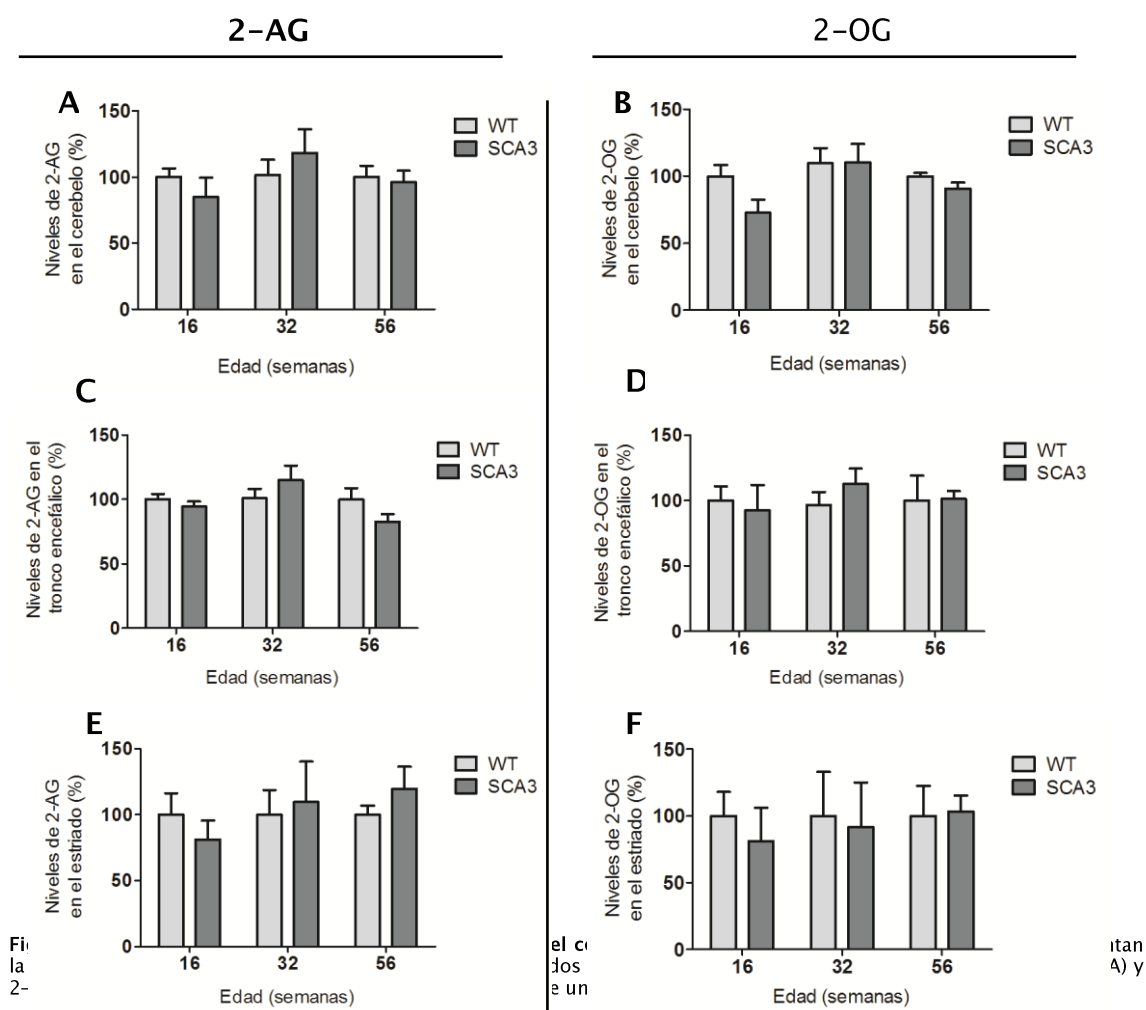 2-AG
2-OG
A
Niveles de 2-AG
en el cerebelo (%)
150
100
50
0
16 32 56
Edad (semanas)
WT
SCA3
B
Niveles de 2-OG
en el cerebelo (%)
150
100
50
0
16 32 56
Edad (semanas)
WT
SCA3
C
Niveles de 2-AG en el
tronco encefálico (%)
150
100
50
0
16 32 56
Edad (semanas)
WT
SCA3
D
Niveles de 2-OG en el
tronco encefálico (%)
150
100
50
0
16 32 56
Edad (semanas)
WT
SCA3
E
Niveles de 2-AG
en el estriado (%)
150
100
50
0
16 32 56
Edad (semanas)
WT
SCA3
F
Niveles de 2-OG
en el estriado (%)
150
100
50
0
16 32 56
Edad (semanas)
WT
SCA3
el
la A) y
2- e un